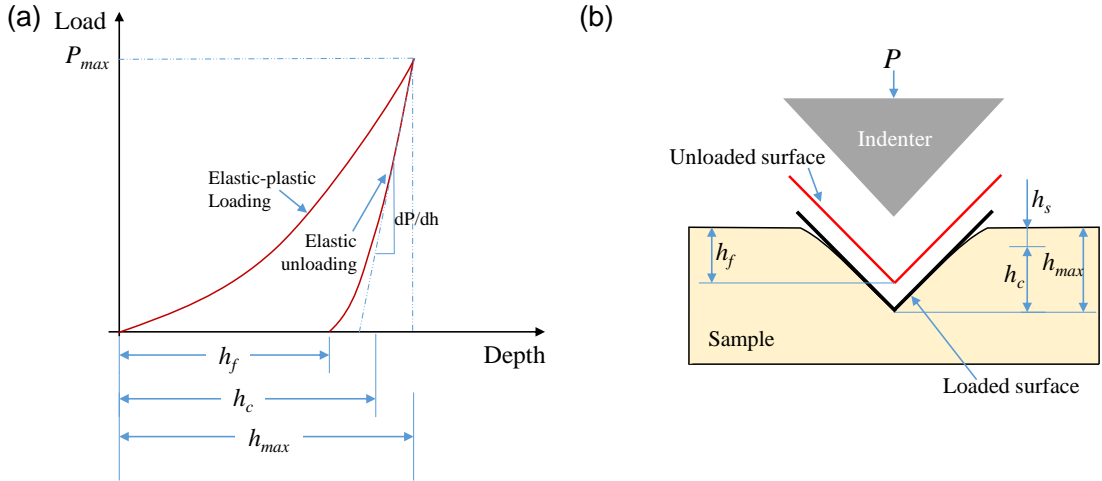 (a)
Load
P_max
Elastic-plastic
Loading
Elastic
unloading
dP/dh
Depth
h_f
h_c
h_max
(b)
P
Indenter
Unloaded surface
h_s
h_f
h_c
h_max
Sample
Loaded surface